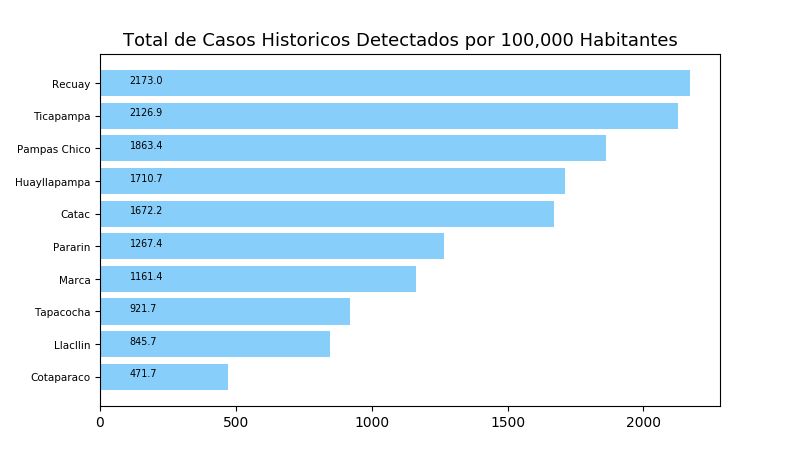 Total de Casos Historicos Detectados por 100,000 Habitantes
Recuay 2173.0
Ticapampa 2126.9
Pampas Chico 1863.4
Huayllapampa 1710.7
Catac 1672.2
Pararin 1267.4
Marca 1161.4
Tapacocha 921.7
Llacllin 845.7
Cotaparaco 471.7
0 500 1000 1500 2000